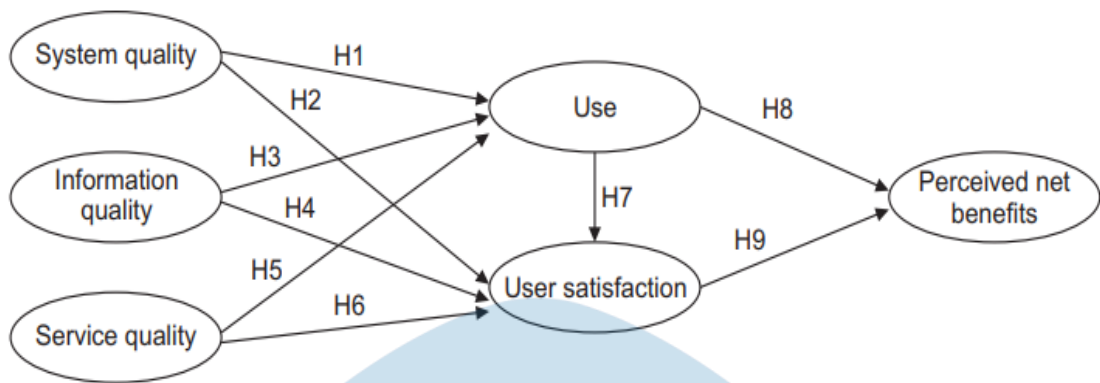 System quality
H1
H2
Use
H8
Information
quality
H3
H4
H7
Perceived net
benefits
H5
H9
User satisfaction
Service quality
H6